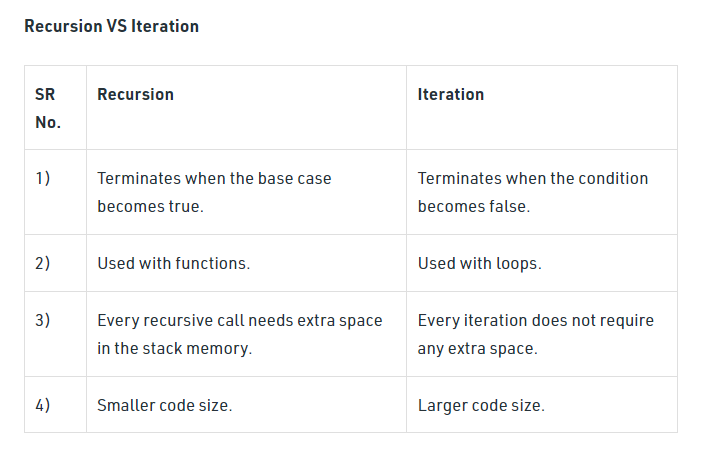 Recursion VS Iteration
SR No.
Recursion
Iteration
1)
Terminates when the base case
becomes true.
Terminates when the condition
becomes false.
2)
Used with functions.
Used with loops.
3)
Every recursive call needs extra space
in the stack memory.
Every iteration does not require
any extra space.
4)
Smaller code size.
Larger code size.